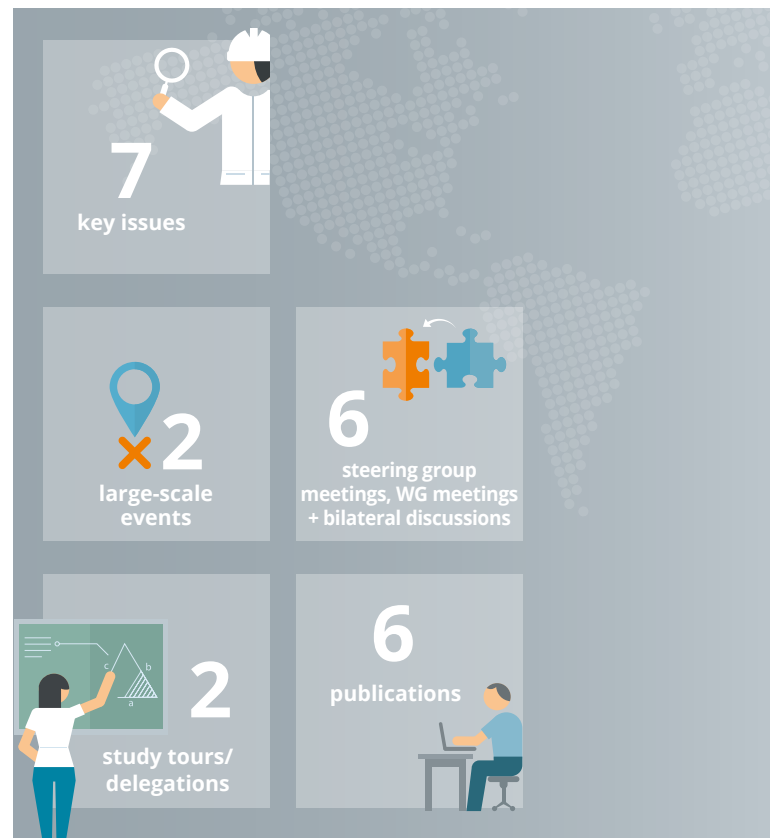 7
key issues
2
large-scale
events
6
steering group
meetings, WG meetings
+ bilateral discussions
c
b
a
2
study tours/
delegations
6
publications